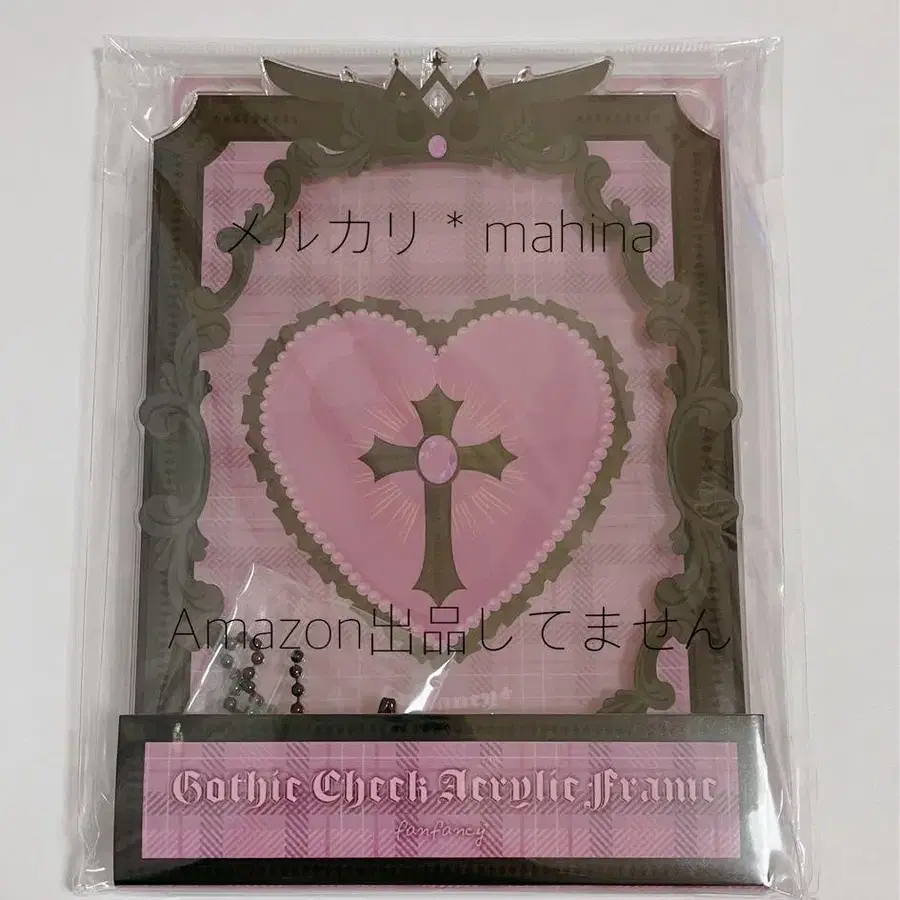 メルカリ * mahina
Amazon出品してません
Gothic Check Acrylic Frame
fanfancy